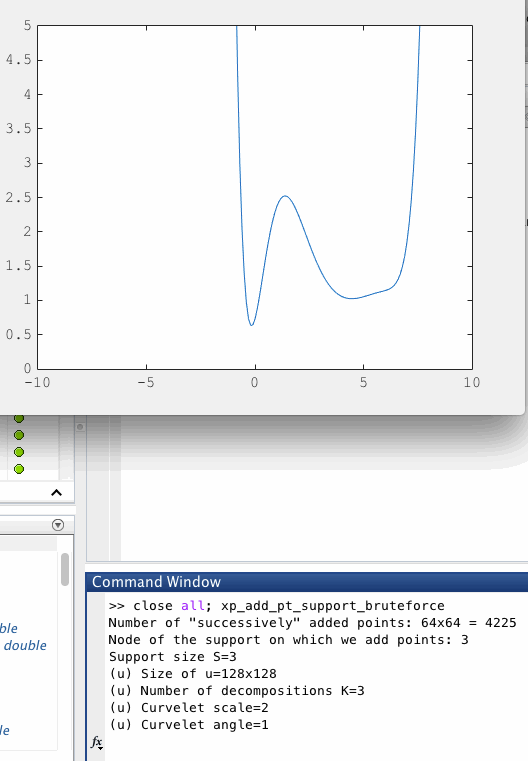 5
4.5
4
3.5
3
2.5
2
1.5
1
0.5
0
-10 -5 0 5 10
ble
double
le
Command Window
>> close all; xp_add_pt_support_bruteforce
Number of "successively" added points: 64x64 = 4225
Node of the support on which we add points: 3
Support size S=3
(u) Size of u=128x128
(u) Number of decompositions K=3
(u) Curvelet scale=2
(u) Curvelet angle=1
fx